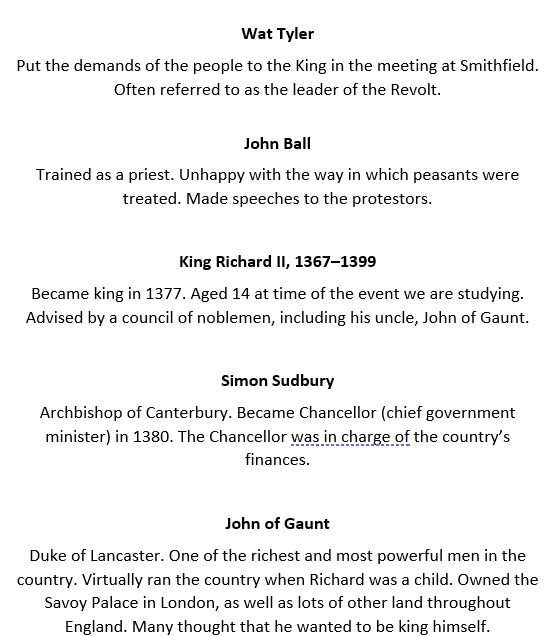 Wat Tyler
Put the demands of the people to the King in the meeting at Smithfield.
Often referred to as the leader of the Revolt.
John Ball
Trained as a priest. Unhappy with the way in which peasants were
treated. Made speeches to the protestors.
King Richard II, 1367–1399
Became king in 1377. Aged 14 at time of the event we are studying.
Advised by a council of noblemen, including his uncle, John of Gaunt.
Simon Sudbury
Archbishop of Canterbury. Became Chancellor (chief government
minister) in 1380. The Chancellor was in charge of the country’s
finances.
John of Gaunt
Duke of Lancaster. One of the richest and most powerful men in the
country. Virtually ran the country when Richard was a child. Owned the
Savoy Palace in London, as well as lots of other land throughout
England. Many thought that he wanted to be king himself.